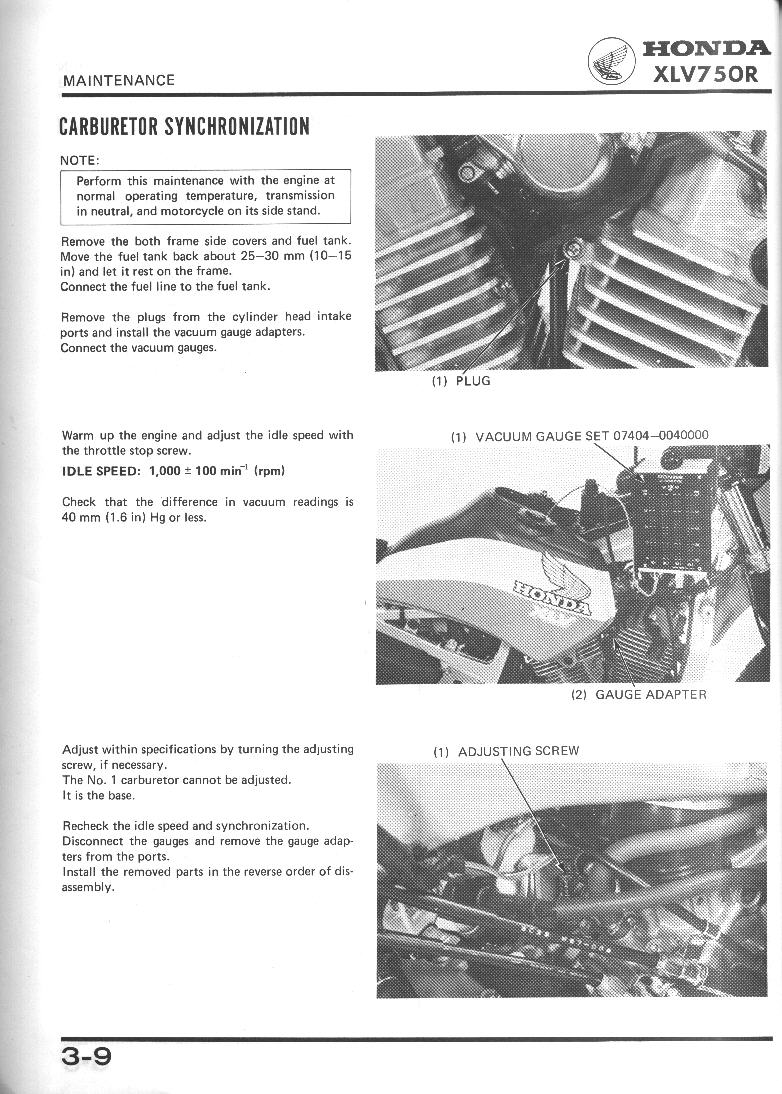 MAINTENANCE
HONDA
XLV750R
CARBURETOR SYNCHRONIZATION
NOTE:
Perform this maintenance with the engine at
normal operating temperature, transmission
in neutral, and motorcycle on its side stand.
Remove the both frame side covers and fuel tank.
Move the fuel tank back about 25—30 mm (10—15
in) and let it rest on the frame.
Connect the fuel line to the fuel tank.
Remove the plugs from the cylinder head intake
ports and install the vacuum gauge adapters.
Connect the vacuum gauges.
(1) PLUG
Warm up the engine and adjust the idle speed with
the throttle stop screw.
IDLE SPEED: 1,000 ± 100 min⁻¹ (rpm)
Check that the difference in vacuum readings is
40 mm (1.6 in) Hg or less.
(1) VACUUM GAUGE SET 07404—0040000
HONDA
(2) GAUGE ADAPTER
Adjust within specifications by turning the adjusting
screw, if necessary.
The No. 1 carburetor cannot be adjusted.
It is the base.
Recheck the idle speed and synchronization.
Disconnect the gauges and remove the gauge adap-
ters from the ports.
Install the removed parts in the reverse order of dis-
assembly.
(1) ADJUSTING SCREW
3-9